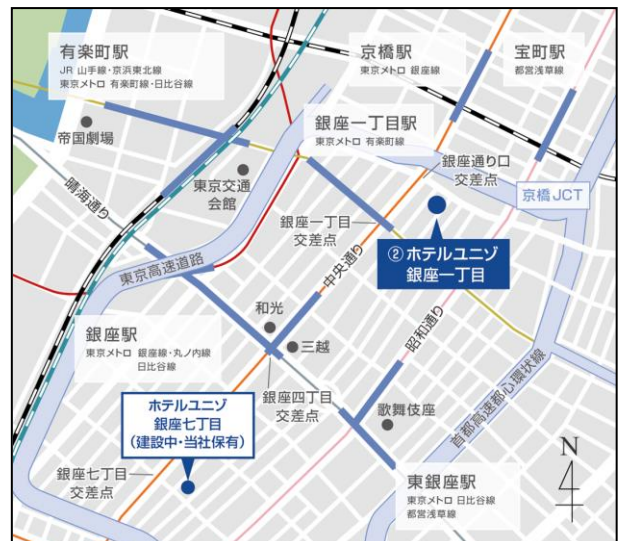 有楽町駅
JR 山手線・京浜東北線
東京メトロ 有楽町線・日比谷線
京橋駅
東京メトロ 銀座線
宝町駅
都営浅草線
帝国劇場
銀座一丁目駅
東京メトロ 有楽町線
銀座通り口
交差点
東京交通
会館
京橋JCT
晴海通り
銀座一丁目
交差点
② ホテルユニゾ
銀座一丁目
東京高速道路
中央通り
和光
昭和通り
銀座駅
東京メトロ 銀座線・丸ノ内線
日比谷線
三越
首都高速都心環状線
ホテルユニゾ
銀座七丁目
(建設中・当社保有)
銀座四丁目
交差点
歌舞伎座
N
銀座七丁目
交差点
東銀座駅
東京メトロ 日比谷線
都営浅草線